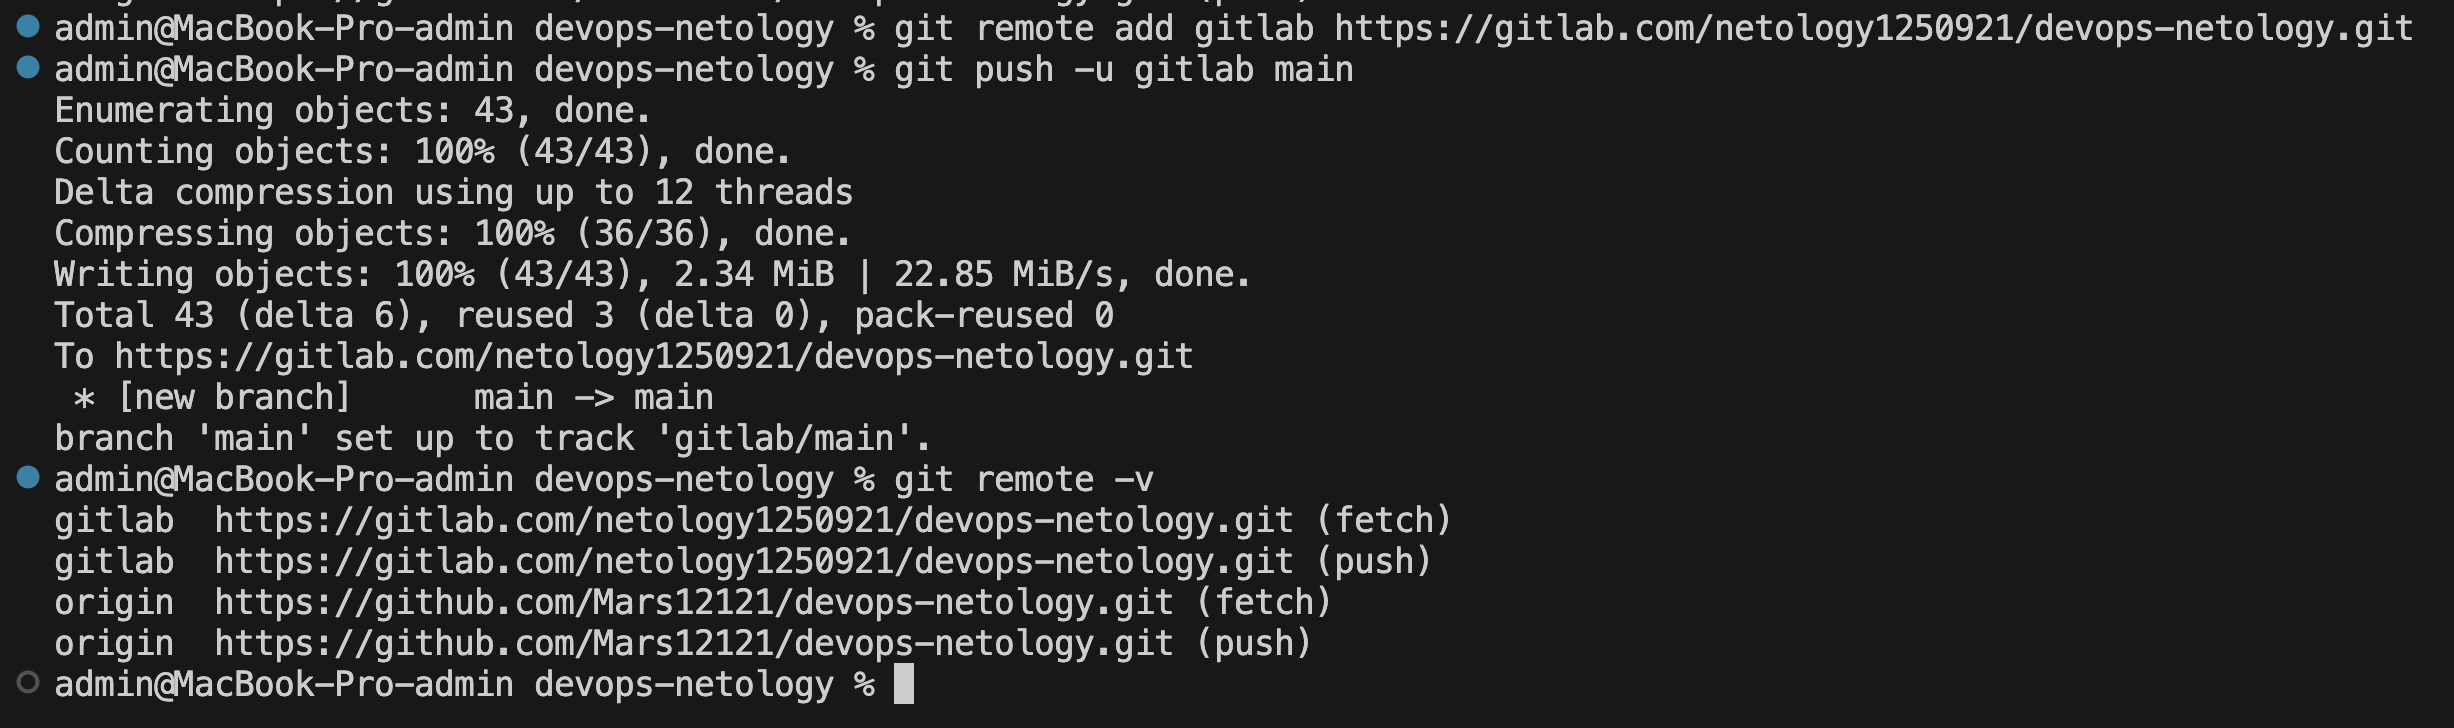 admin@MacBook-Pro-admin devops-netology % git remote add gitlab https://gitlab.com/netology1250921/devops-netology.git
admin@MacBook-Pro-admin devops-netology % git push -u gitlab main
Enumerating objects: 43, done.
Counting objects: 100% (43/43), done.
Delta compression using up to 12 threads
Compressing objects: 100% (36/36), done.
Writing objects: 100% (43/43), 2.34 MiB | 22.85 MiB/s, done.
Total 43 (delta 6), reused 3 (delta 0), pack-reused 0
To https://gitlab.com/netology1250921/devops-netology.git
 * [new branch]      main -> main
branch 'main' set up to track 'gitlab/main'.
admin@MacBook-Pro-admin devops-netology % git remote -v
gitlab  https://gitlab.com/netology1250921/devops-netology.git (fetch)
gitlab  https://gitlab.com/netology1250921/devops-netology.git (push)
origin  https://github.com/Mars12121/devops-netology.git (fetch)
origin  https://github.com/Mars12121/devops-netology.git (push)
admin@MacBook-Pro-admin devops-netology %